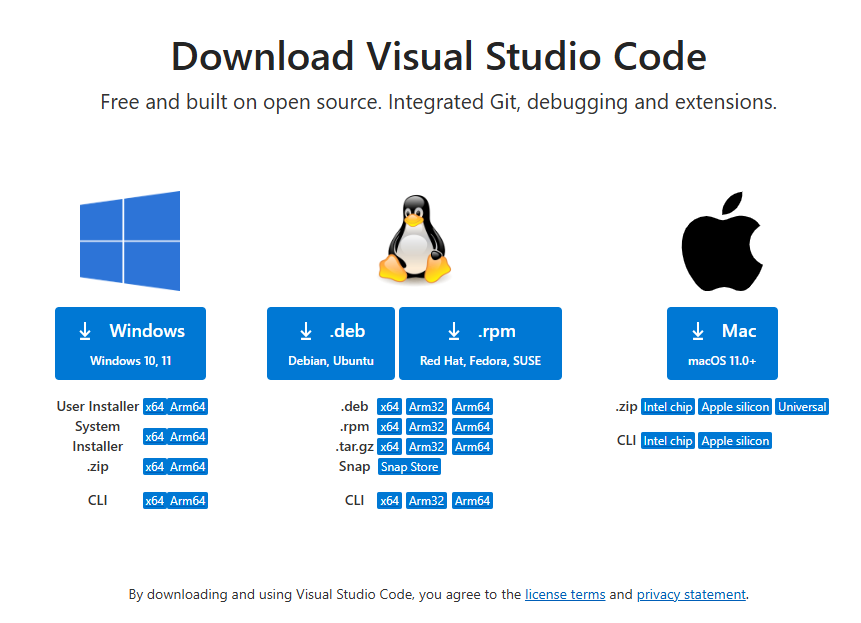 Download Visual Studio Code
Free and built on open source. Integrated Git, debugging and extensions.
Windows
Windows 10, 11
User Installer x64 Arm64
System
Installer x64 Arm64
.zip x64 Arm64
CLI x64 Arm64
.deb
Debian, Ubuntu
.rpm
Red Hat, Fedora, SUSE
.deb x64 Arm32 Arm64
.rpm x64 Arm32 Arm64
.tar.gz x64 Arm32 Arm64
Snap Snap Store
CLI x64 Arm32 Arm64
Mac
macOS 11.0+
.zip Intel chip Apple silicon Universal
CLI Intel chip Apple silicon
By downloading and using Visual Studio Code, you agree to the license terms and privacy statement.